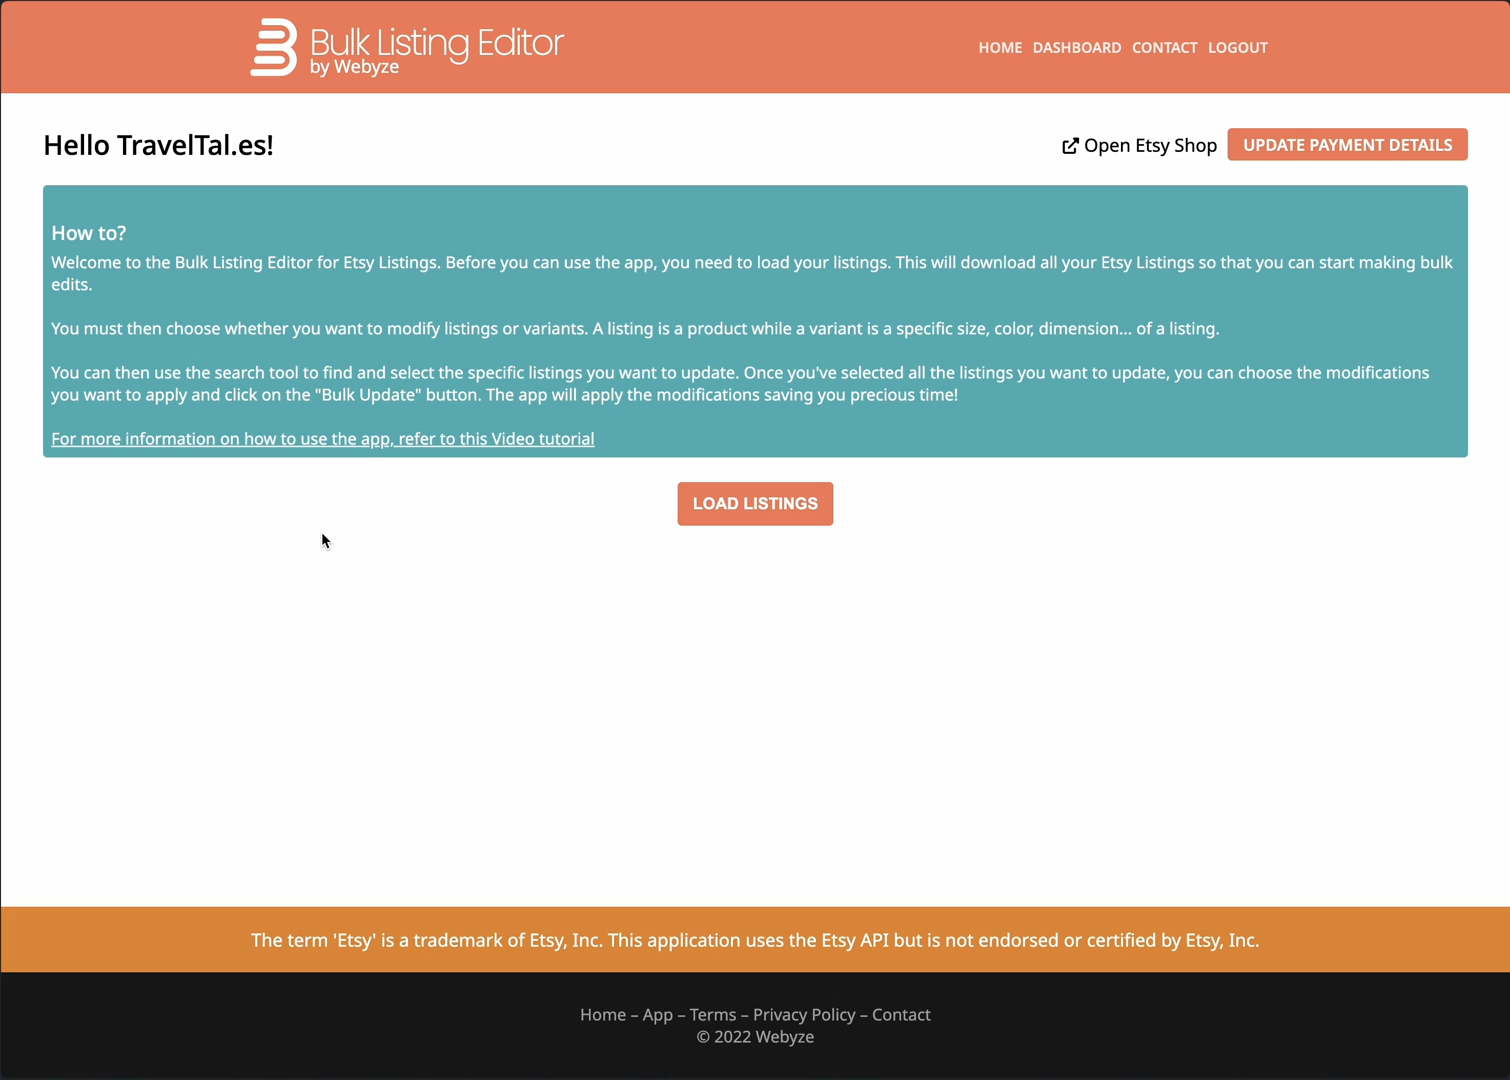 Bulk Listing Editor
by Webyze
HOME DASHBOARD CONTACT LOGOUT
Hello TravelTal.es!
Open Etsy Shop
UPDATE PAYMENT DETAILS
How to?
Welcome to the Bulk Listing Editor for Etsy Listings. Before you can use the app, you need to load your listings. This will download all your Etsy Listings so that you can start making bulk
edits.
You must then choose whether you want to modify listings or variants. A listing is a product while a variant is a specific size, color, dimension... of a listing.
You can then use the search tool to find and select the specific listings you want to update. Once you've selected all the listings you want to update, you can choose the modifications
you want to apply and click on the "Bulk Update" button. The app will apply the modifications saving you precious time!
For more information on how to use the app, refer to this Video tutorial
LOAD LISTINGS
The term 'Etsy' is a trademark of Etsy, Inc. This application uses the Etsy API but is not endorsed or certified by Etsy, Inc.
Home – App – Terms – Privacy Policy – Contact
© 2022 Webyze